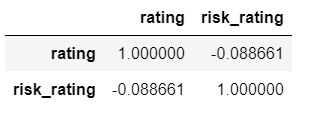 rating risk_rating
rating 1.000000 -0.088661
risk_rating -0.088661 1.000000